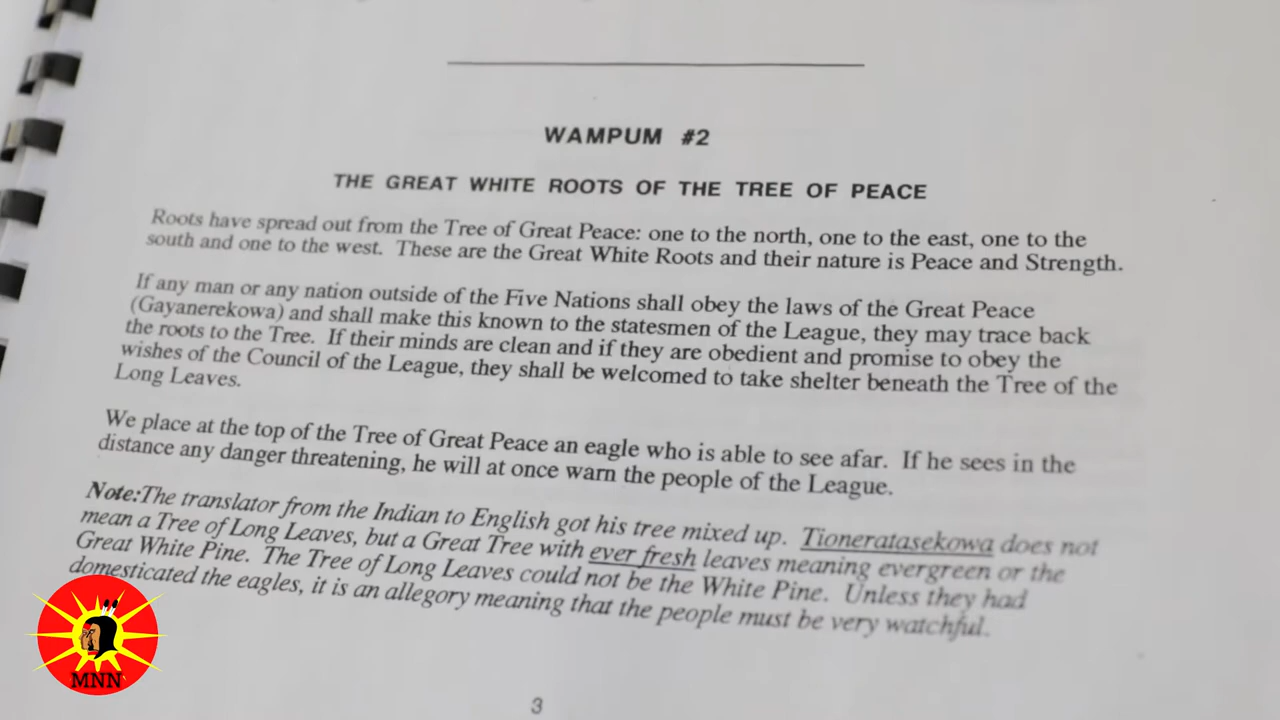 WAMPUM #2
THE GREAT WHITE ROOTS OF THE TREE OF PEACE
Roots have spread out from the Tree of Great Peace: one to the north, one to the east, one to the
south and one to the west. These are the Great White Roots and their nature is Peace and Strength.
If any man or any nation outside of the Five Nations shall obey the laws of the Great Peace
(Gayanerekowa) and shall make this known to the statesmen of the League, they may trace back
the roots to the Tree. If their minds are clean and if they are obedient and promise to obey the
wishes of the Council of the League, they shall be welcomed to take shelter beneath the Tree of the
Long Leaves.
We place at the top of the Tree of Great Peace an eagle who is able to see afar. If he sees in the
distance any danger threatening, he will at once warn the people of the League.
Note:The translator from the Indian to English got his tree mixed up. Tioneratasekowa does not
mean a Tree of Long Leaves, but a Great Tree with ever fresh leaves meaning evergreen or the
Great White Pine. The Tree of Long Leaves could not be the White Pine. Unless they had
domesticated the eagles, it is an allegory meaning that the people must be very watchful.
MNN
3